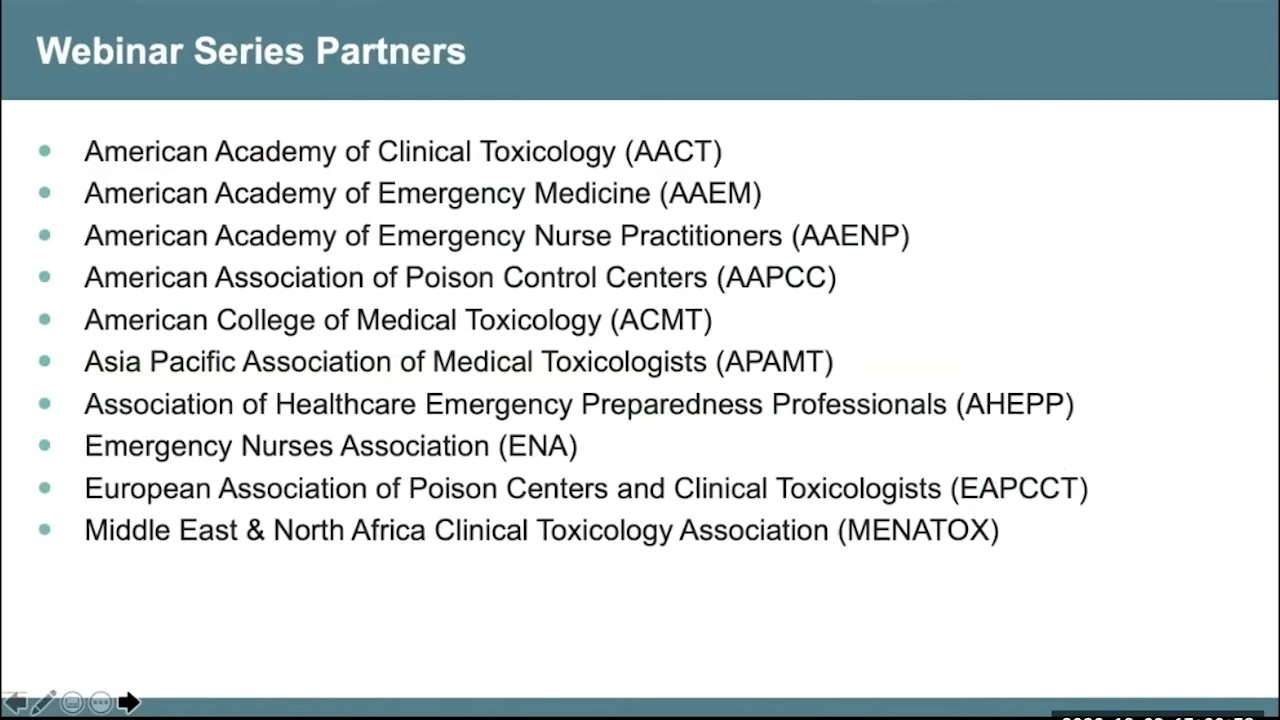 Webinar Series Partners
American Academy of Clinical Toxicology (AACT)
American Academy of Emergency Medicine (AAEM)
American Academy of Emergency Nurse Practitioners (AAENP)
American Association of Poison Control Centers (AAPCC)
American College of Medical Toxicology (ACMT)
Asia Pacific Association of Medical Toxicologists (APAMT)
Association of Healthcare Emergency Preparedness Professionals (AHEPP)
Emergency Nurses Association (ENA)
European Association of Poison Centers and Clinical Toxicologists (EAPCCT)
Middle East & North Africa Clinical Toxicology Association (MENATOX)